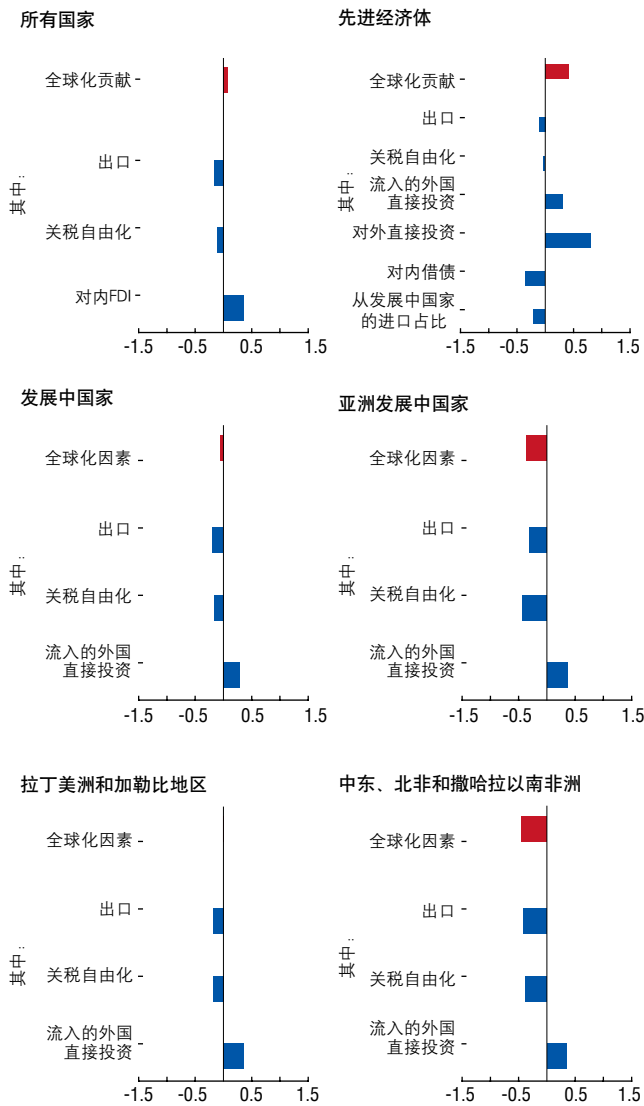 所有国家
全球化贡献
出口
关税自由化
对内FDI
其中：
-1.5 -0.5 0.5 1.5
先进经济体
全球化贡献
出口
关税自由化
流入的外国
直接投资
对外直接投资
对内借债
从发展中国家
的进口占比
其中：
-1.5 -0.5 0.5 1.5
发展中国家
全球化因素
出口
关税自由化
流入的外国
直接投资
其中：
-1.5 -0.5 0.5 1.5
亚洲发展中国家
全球化因素
出口
关税自由化
流入的外国
直接投资
其中：
-1.5 -0.5 0.5 1.5
拉丁美洲和加勒比地区
全球化因素
出口
关税自由化
流入的外国
直接投资
其中：
-1.5 -0.5 0.5 1.5
中东、北非和撒哈拉以南非洲
全球化因素
出口
关税自由化
流入的外国
直接投资
其中：
-1.5 -0.5 0.5 1.5